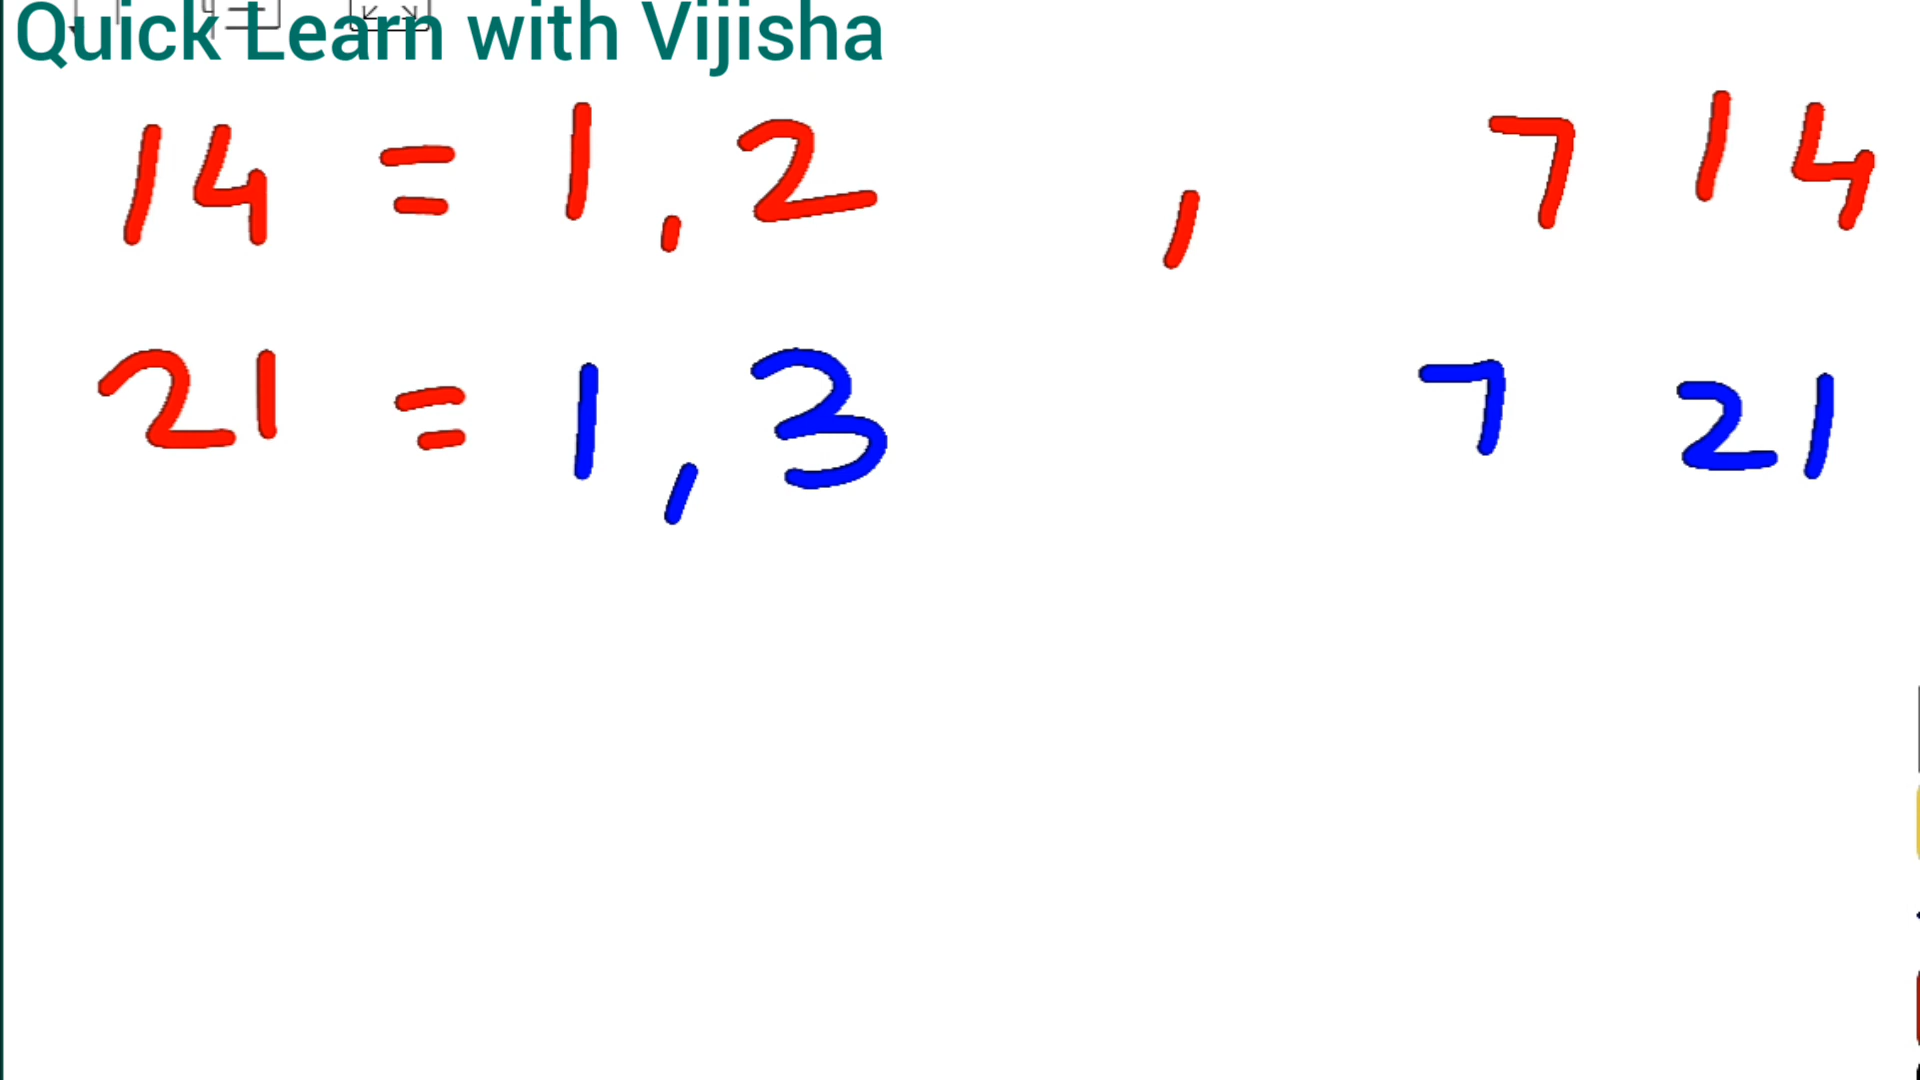 Quick Learn with Vijisha
14 = 1, 2 , 7 14
21 = 1, 3 7 21